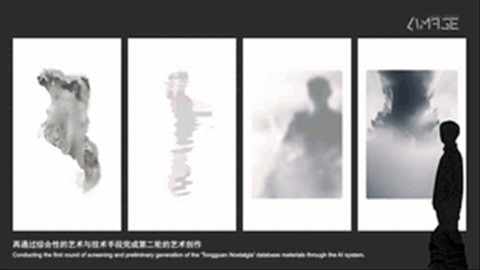 再通过综合性的艺术与技术手段完成第二轮的艺术创作
Conducting the first round of screening and preliminary generation of the "Tongguan Nostalgia" database materials through the AI system.